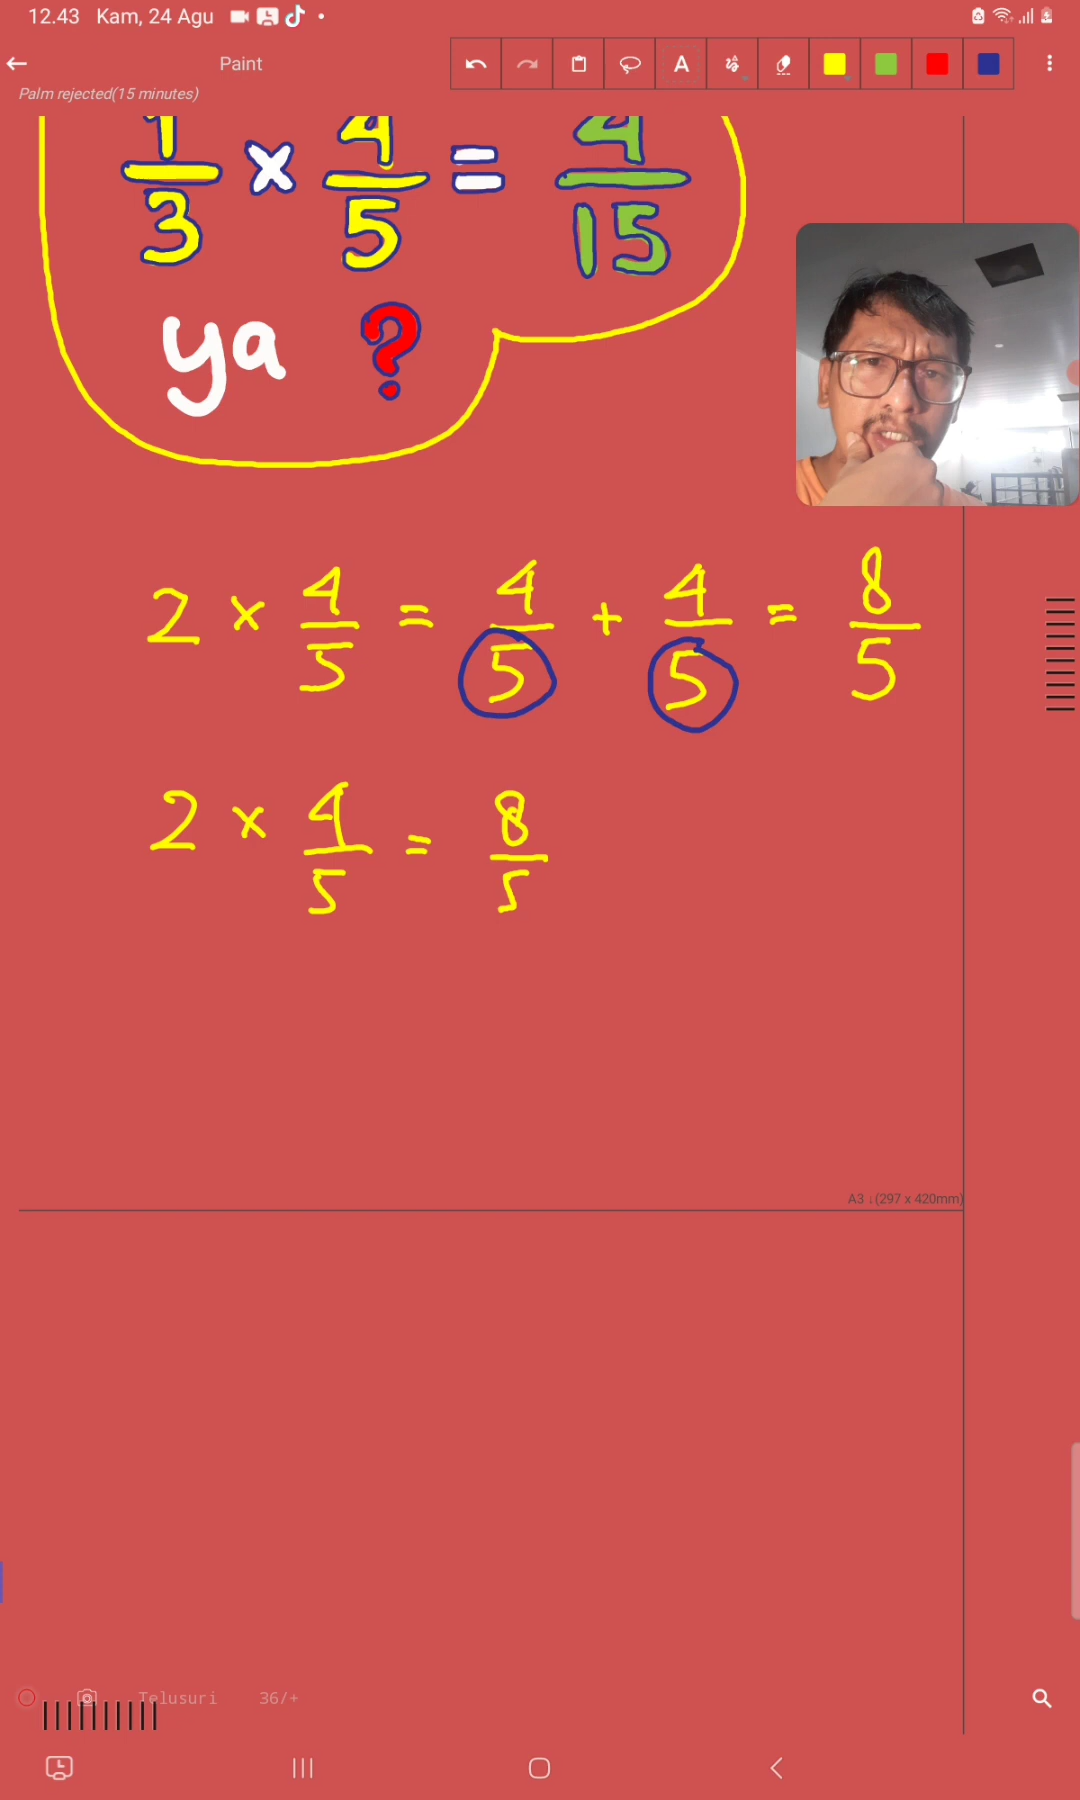 12.43 Kam, 24 Agu
Paint
A
Palm rejected(15 minutes)
1/3 × 4/5 = 4/15
ya ?
2 × 4/5 = 4/5 + 4/5 = 8/5
2 × 4/5 = 8/5
A3 ↓(297 x 420mm)
Telusuri 36/+